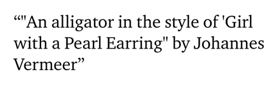 “"An alligator in the style of 'Girl
with a Pearl Earring" by Johannes
Vermeer”